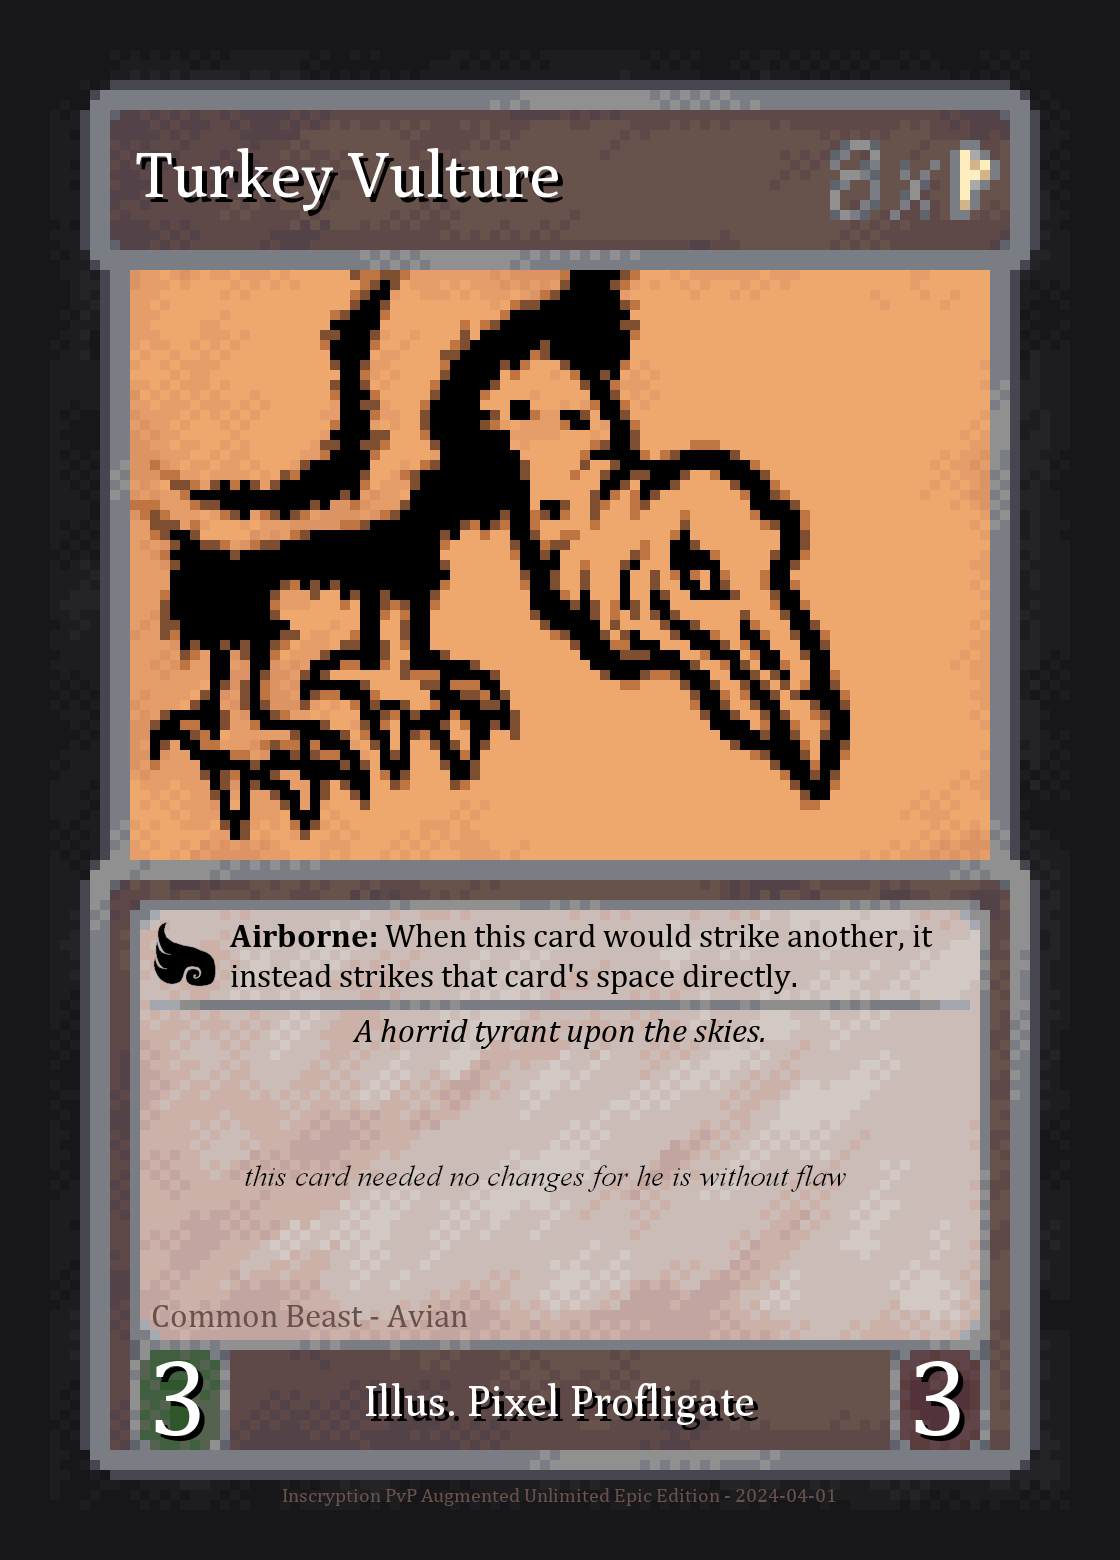 Turkey Vulture
8x
Airborne: When this card would strike another, it
instead strikes that card's space directly.
A horrid tyrant upon the skies.
this card needed no changes for he is without flaw
Common Beast - Avian
3
Illus. Pixel Profligate
3
Inscryption PvP Augmented Unlimited Epic Edition - 2024-04-01